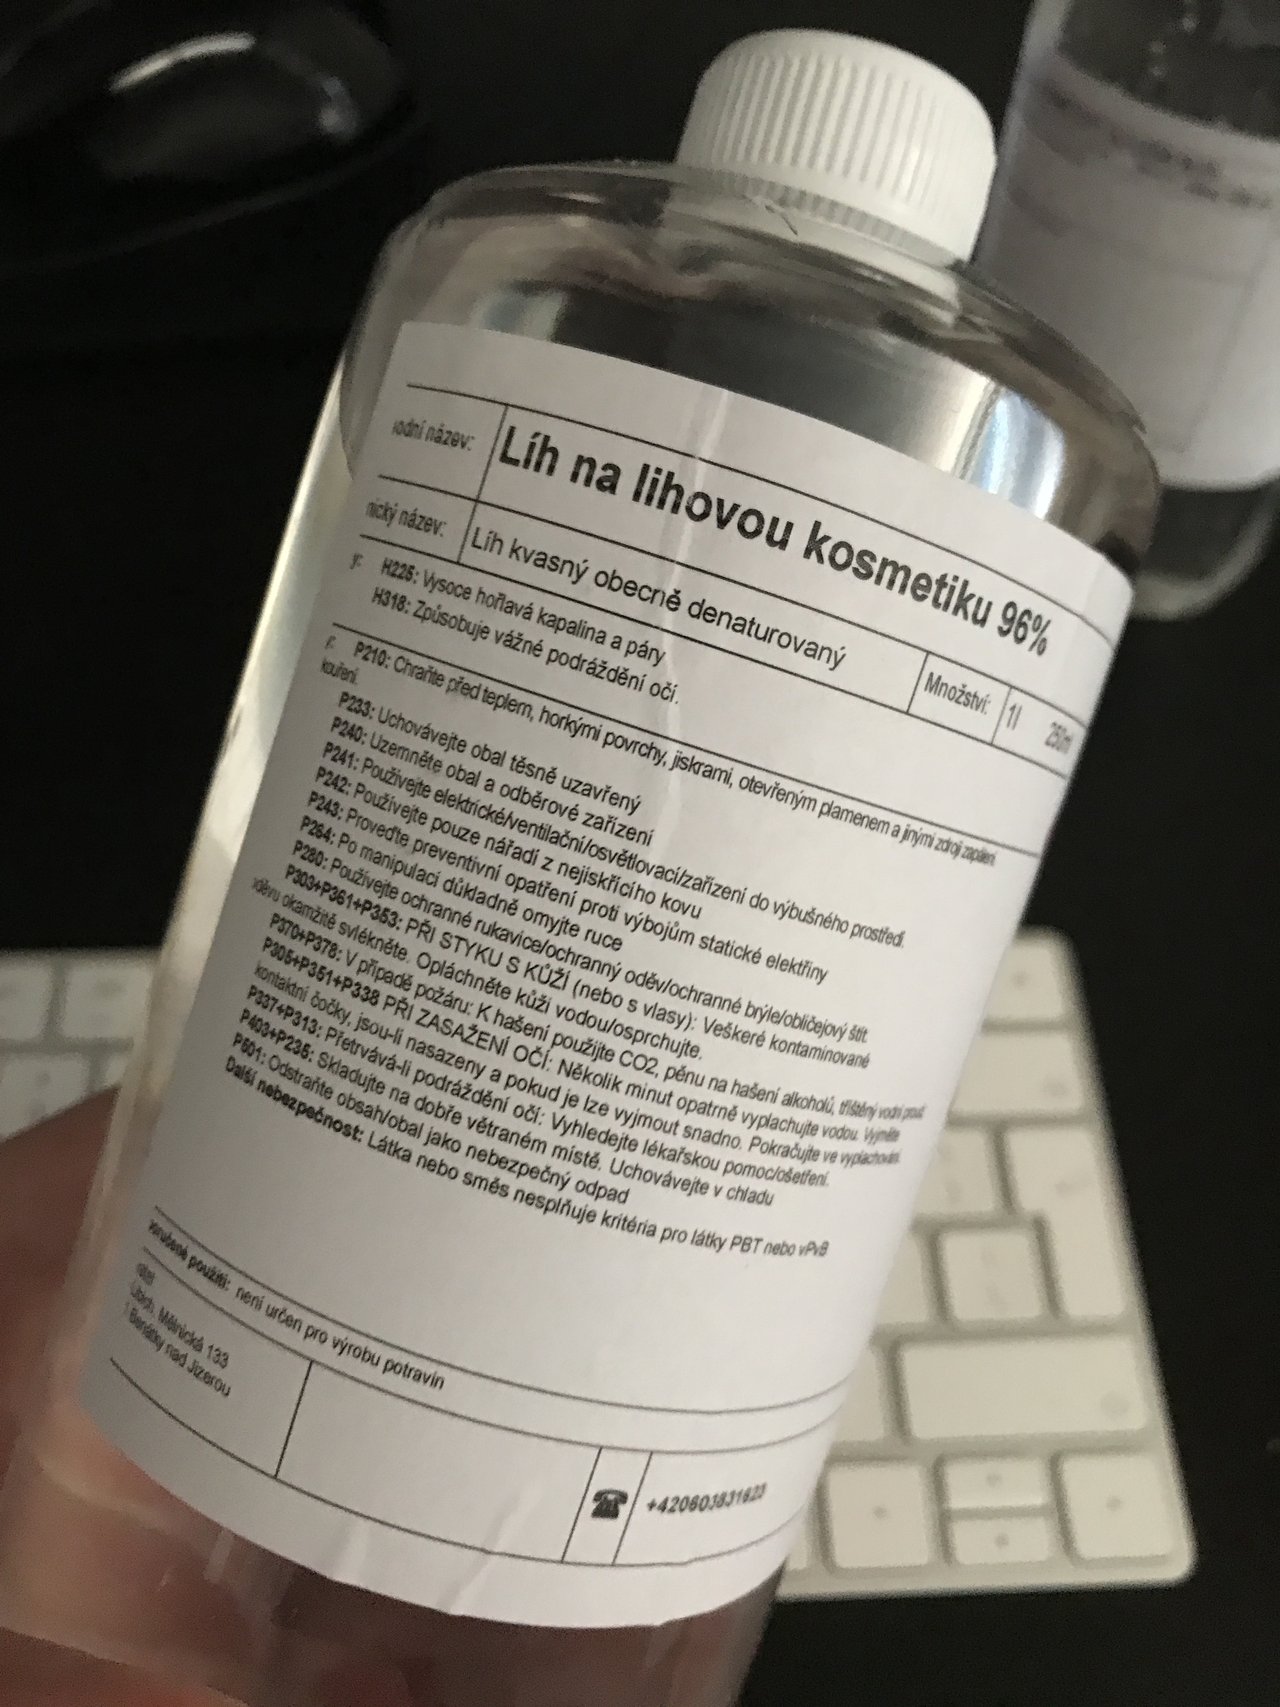 odní název: Líh na lihovou kosmetiku 96%
nický název: Líh kvasný obecně denaturovaný Množství: 1l 250ml
y: H225: Vysoce hořlavá kapalina a páry
H318: Způsobuje vážné podráždění očí.
P210: Chraňte před teplem, horkými povrchy, jiskrami, otevřeným plamenem a jinými zdroji zapálení.
kouření.
P233: Uchovávejte obal těsně uzavřený
P240: Uzemněte obal a odběrové zařízení
P241: Používejte elektrické/ventilační/osvětlovací/zařízení do výbušného prostředí.
P242: Používejte pouze nářadí z nejiskřícího kovu
P243: Proveďte preventivní opatření proti výbojům statické elektřiny
P264: Po manipulaci důkladně omyjte ruce
P280: Používejte ochranné rukavice/ochranný oděv/ochranné brýle/obličejový štít.
P303+P361+P353: PŘI STYKU S KŮŽÍ (nebo s vlasy): Veškeré kontaminované
oděvu okamžitě svlékněte. Opláchněte kůži vodou/osprchujte.
P370+P378: V případě požáru: K hašení použijte CO2, pěnu na hašení alkoholů, tříštěný vodní proud
P305+P351+P338 PŘI ZASAŽENÍ OČÍ: Několik minut opatrně vyplachujte vodou. Vyjměte
kontaktní čočky, jsou-li nasazeny a pokud je lze vyjmout snadno. Pokračujte ve vyplachování.
P337+P313: Přetrvává-li podráždění očí: Vyhledejte lékařskou pomoc/ošetření.
P403+P235: Skladujte na dobře větraném místě. Uchovávejte v chladu
P501: Odstraňte obsah/obal jako nebezpečný odpad
Další nebezpečnost: Látka nebo směs nesplňuje kritéria pro látky PBT nebo vPvB
oručené použití: není určen pro výrobu potravin
Mělnická 133
Benátky nad Jizerou
☎ +420603831623